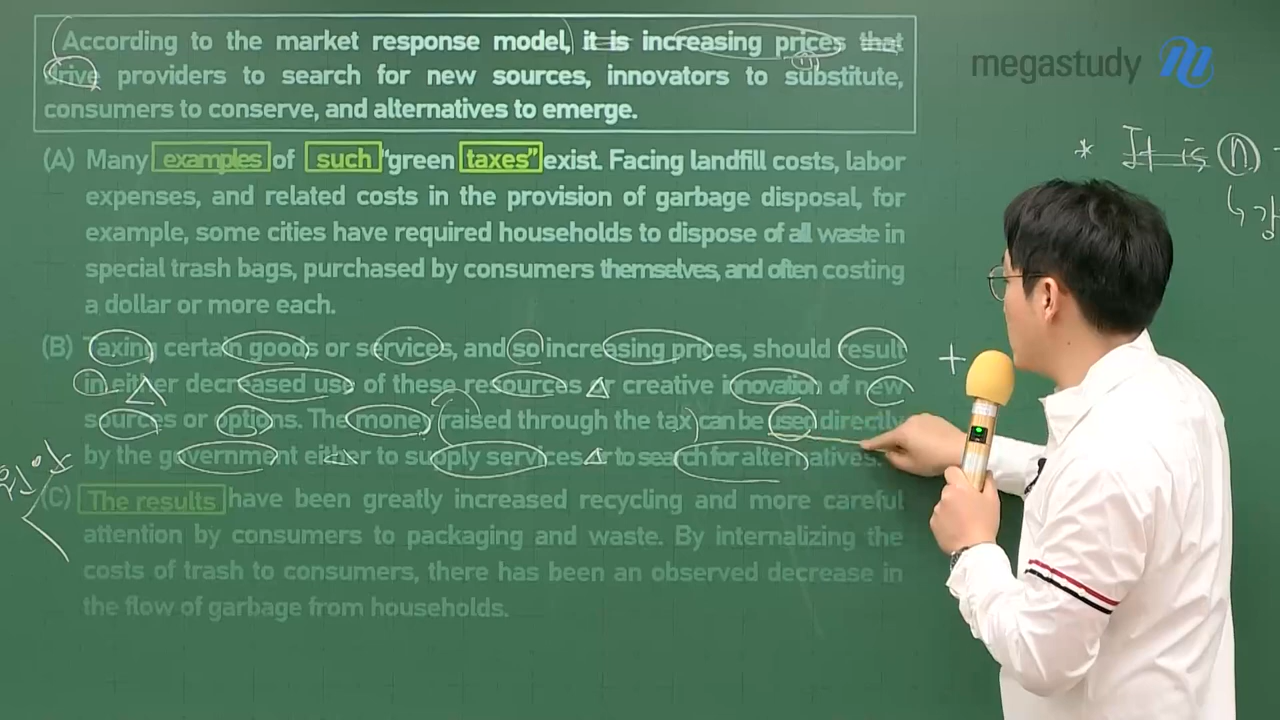 According to the market response model, it is increasing prices that
drive providers to search for new sources, innovators to substitute,
consumers to conserve, and alternatives to emerge.
megastudy
* It is ⓝ
(A) Many examples of such "green taxes" exist. Facing landfill costs, labor
expenses, and related costs in the provision of garbage disposal, for
example, some cities have required households to dispose of all waste in
special trash bags, purchased by consumers themselves, and often costing
a dollar or more each.
(B) Taxing certain goods or services, and so increasing prices, should result
in either decreased use of these resources or creative innovation of new
sources or options. The money raised through the tax can be used directly
by the government either to supply services or to search for alternatives.
(C) The results have been greatly increased recycling and more careful
attention by consumers to packaging and waste. By internalizing the
costs of trash to consumers, there has been an observed decrease in
the flow of garbage from households.